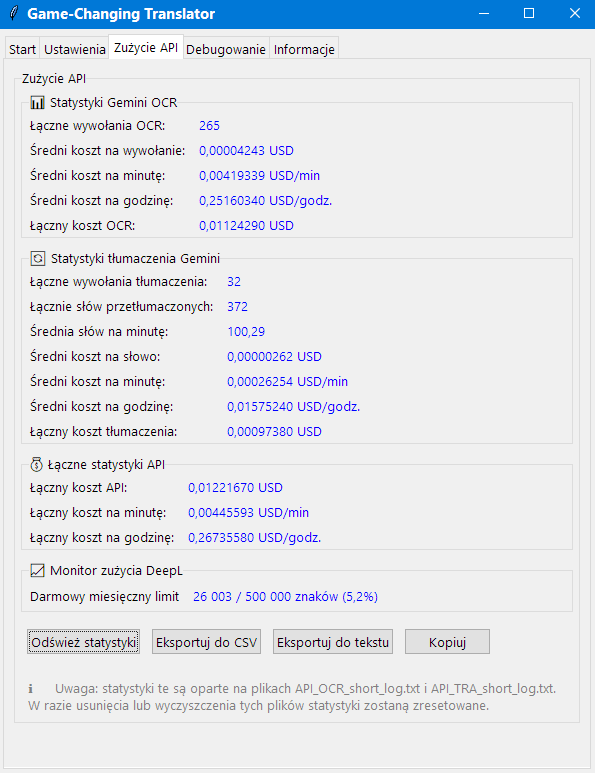 Game-Changing Translator
Start Ustawienia Zużycie API Debugowanie Informacje
Zużycie API
Statystyki Gemini OCR
Łączne wywołania OCR: 265
Średni koszt na wywołanie: 0,00004243 USD
Średni koszt na minutę: 0,00419339 USD/min
Średni koszt na godzinę: 0,25160340 USD/godz.
Łączny koszt OCR: 0,01124290 USD
Statystyki tłumaczenia Gemini
Łączne wywołania tłumaczenia: 32
Łącznie słów przetłumaczonych: 372
Średnia słów na minutę: 100,29
Średni koszt na słowo: 0,00000262 USD
Średni koszt na minutę: 0,00026254 USD/min
Średni koszt na godzinę: 0,01575240 USD/godz.
Łączny koszt tłumaczenia: 0,00097380 USD
Łączne statystyki API
Łączny koszt API: 0,01221670 USD
Łączny koszt na minutę: 0,00445593 USD/min
Łączny koszt na godzinę: 0,26735580 USD/godz.
Monitor zużycia DeepL
Darmowy miesięczny limit 26 003 / 500 000 znaków (5,2%)
Odśwież statystyki Eksportuj do CSV Eksportuj do tekstu Kopiuj
ℹ Uwaga: statystyki te są oparte na plikach API_OCR_short_log.txt i API_TRA_short_log.txt.
W razie usunięcia lub wyczyszczenia tych plików statystyki zostaną zresetowane.